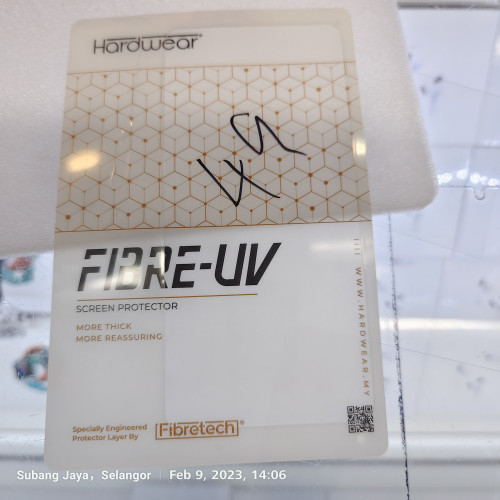 Hardwear®
FIBRE-UV
SCREEN PROTECTOR
MORE THICK
MORE REASSURING
WWW.HARDWEAR.MY
Specially Engineered
Protector Layer By
Fibretech®
Subang Jaya, Selangor | Feb 9, 2023, 14:06